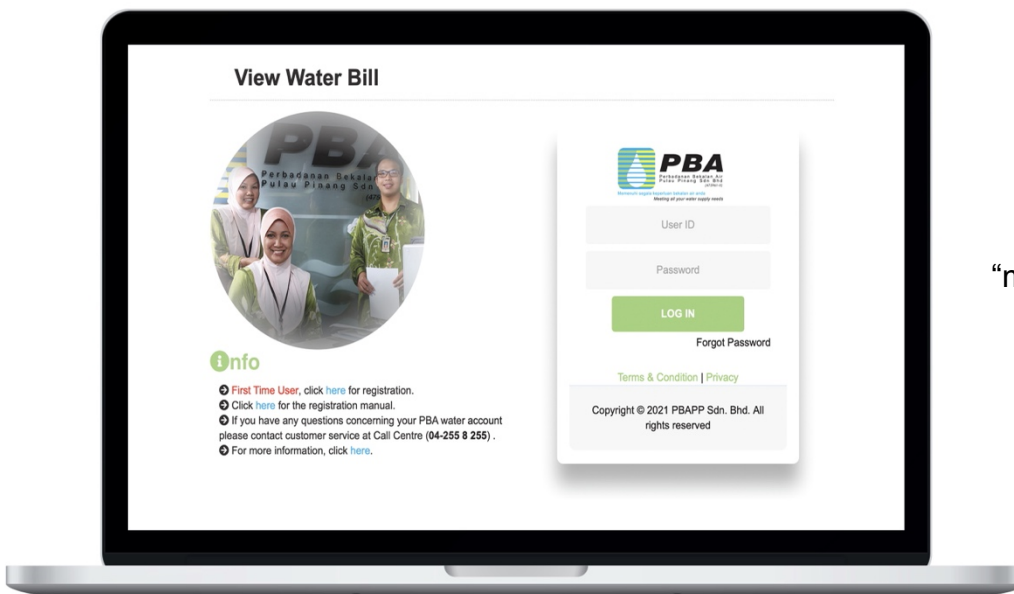 View Water Bill
PBA
Perbadanan Bekalan
Pulau Pinang Sdn
PBA
Perbadanan Bekalan Air
Pulau Pinang Sdn Bhd
Meeting all your water supply needs
User ID
Password
LOG IN
Forgot Password
Terms & Condition | Privacy
Copyright © 2021 PBAPP Sdn. Bhd. All
rights reserved
info
First Time User, click here for registration.
Click here for the registration manual.
If you have any questions concerning your PBA water account
please contact customer service at Call Centre (04-255 8 255) .
For more information, click here.